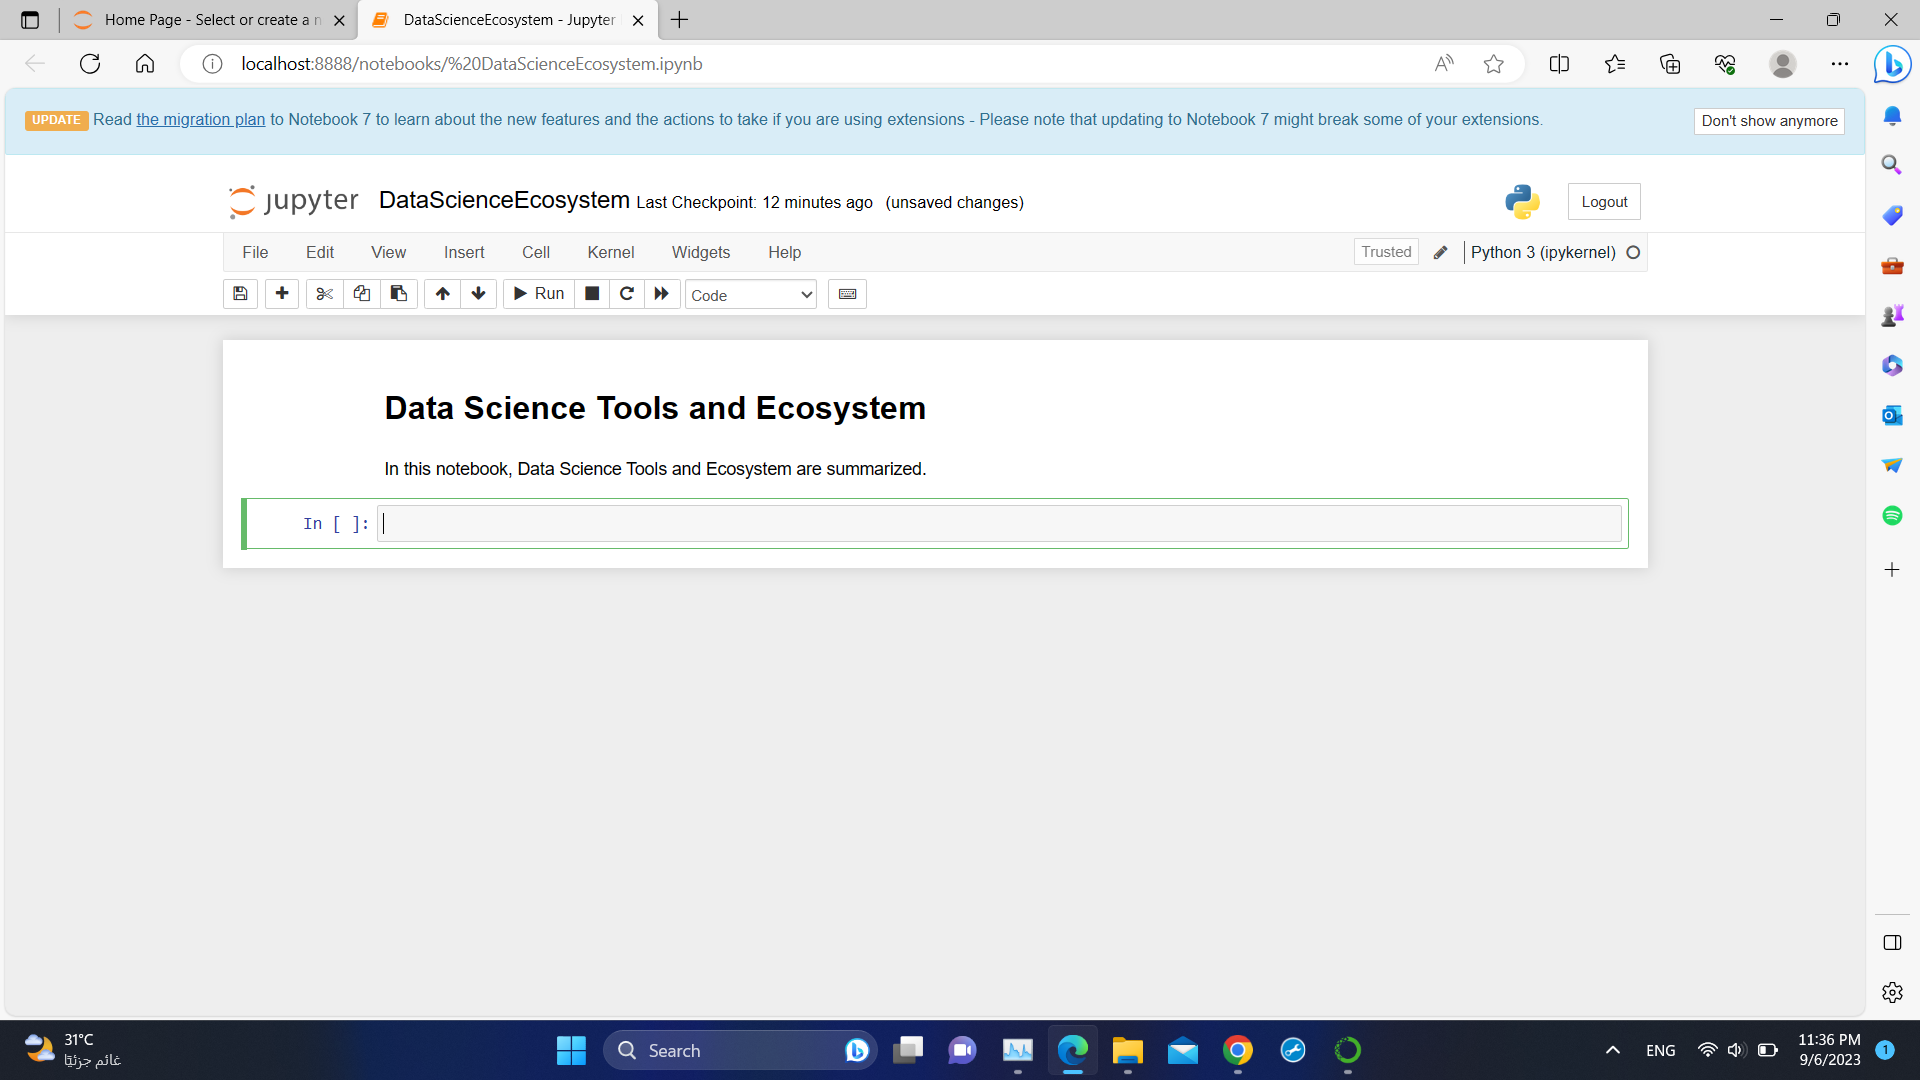 Home Page - Select or create a n
DataScienceEcosystem - Jupyter
localhost:8888/notebooks/%20DataScienceEcosystem.ipynb
UPDATE Read the migration plan to Notebook 7 to learn about the new features and the actions to take if you are using extensions - Please note that updating to Notebook 7 might break some of your extensions.
Don't show anymore
jupyter DataScienceEcosystem Last Checkpoint: 12 minutes ago (unsaved changes)
Logout
File Edit View Insert Cell Kernel Widgets Help
Trusted Python 3 (ipykernel)
Run Code
Data Science Tools and Ecosystem
In this notebook, Data Science Tools and Ecosystem are summarized.
In [ ]:
31°C
غائم جزئيًا
Search
ENG
11:36 PM
9/6/2023
1